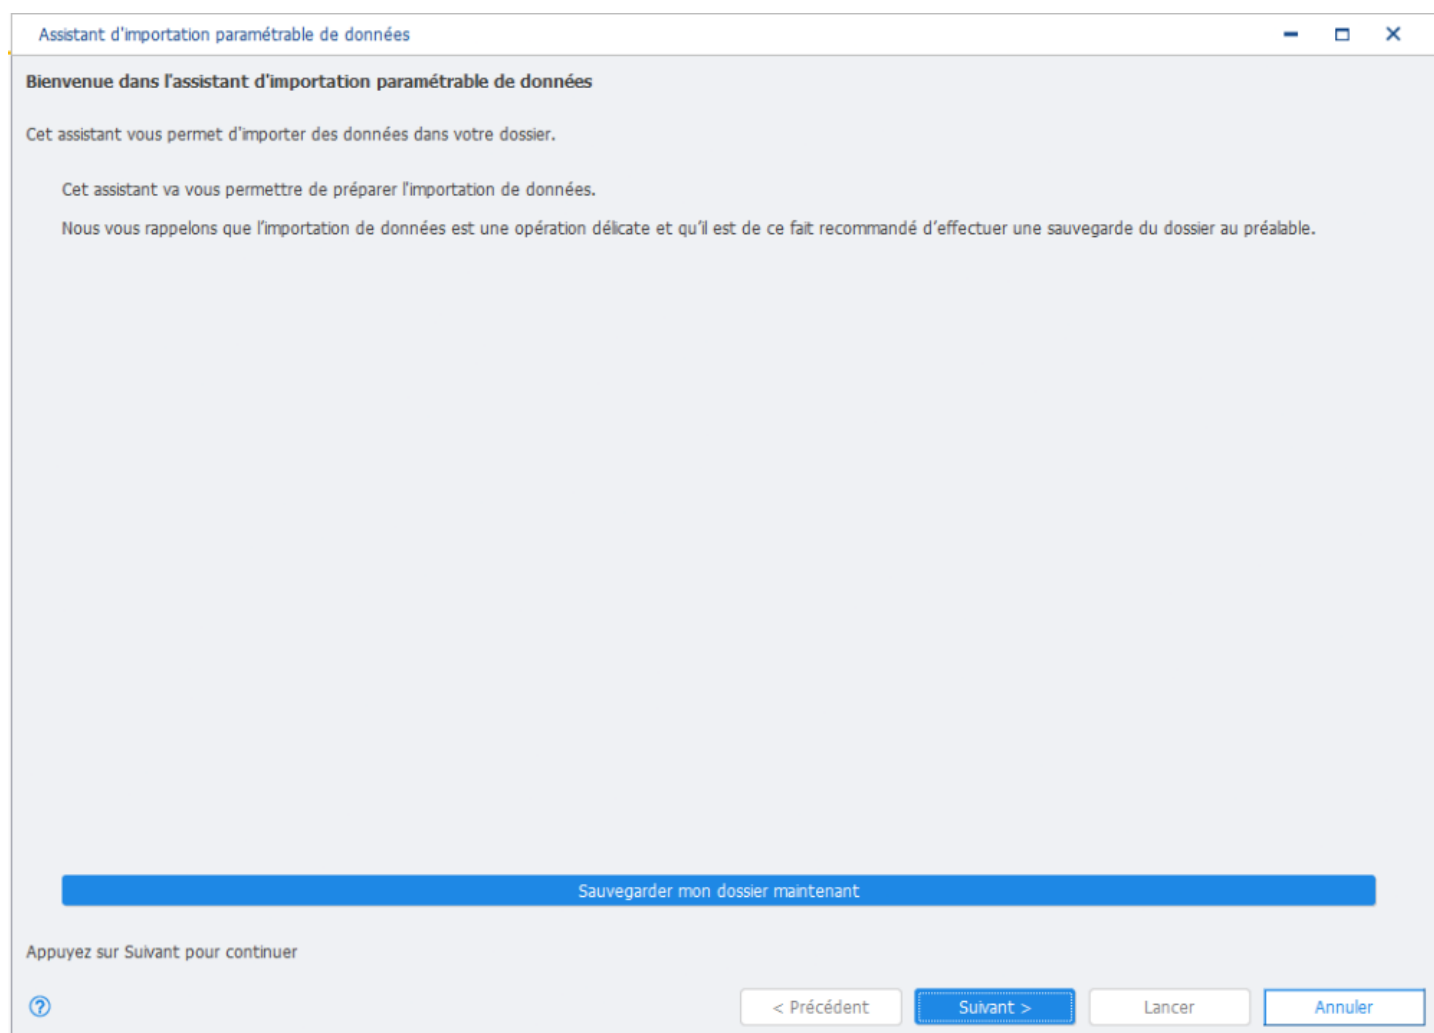 Assistant d'importation paramétrable de données
Bienvenue dans l'assistant d'importation paramétrable de données
Cet assistant vous permet d'importer des données dans votre dossier.
Cet assistant va vous permettre de préparer l'importation de données.
Nous vous rappelons que l’importation de données est une opération délicate et qu’il est de ce fait recommandé d’effectuer une sauvegarde du dossier au préalable.
Sauvegarder mon dossier maintenant
Appuyez sur Suivant pour continuer
?
< Précédent
Suivant >
Lancer
Annuler